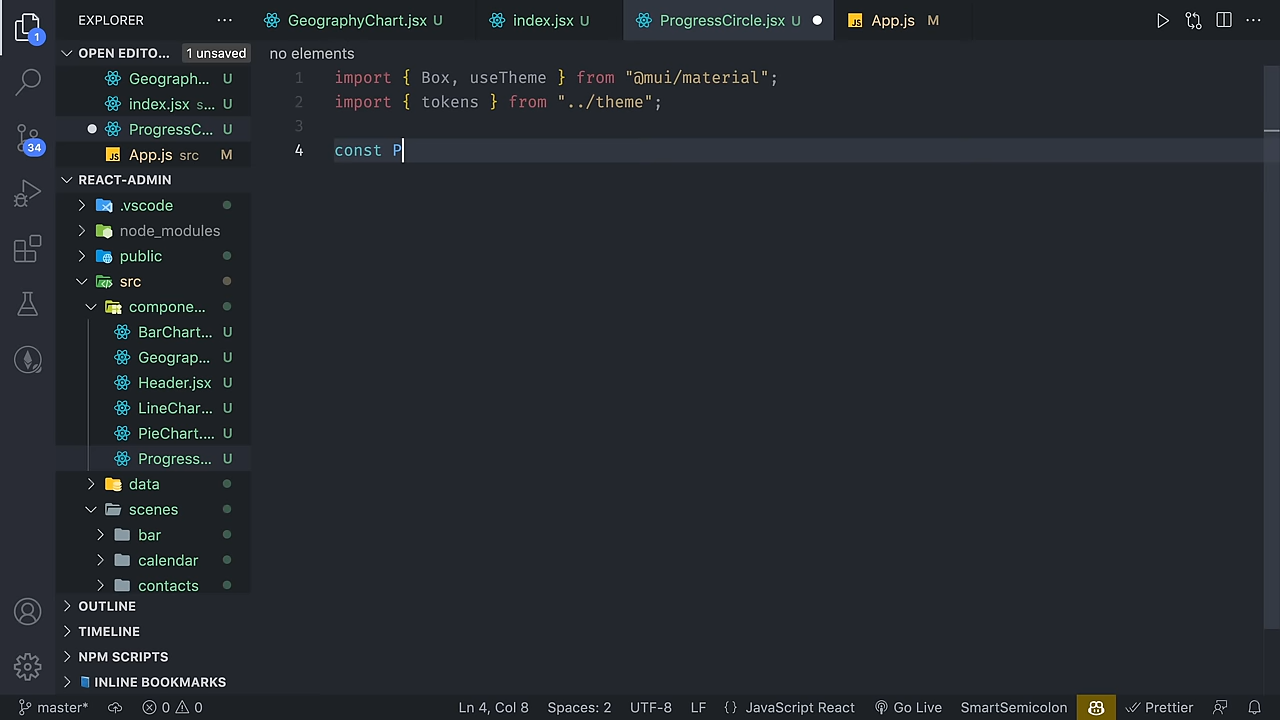 EXPLORER ···
GeographyChart.jsx U
index.jsx U
ProgressCircle.jsx U
JS App.js M
OPEN EDITO... 1 unsaved
Geograph... U
index.jsx s... U
ProgressC... U
JS App.js src M
REACT-ADMIN
.vscode
node_modules
public
src
compone...
BarChart... U
Geograp... U
Header.jsx U
LineChar... U
PieChart.... U
Progress... U
data
scenes
bar
calendar
contacts
OUTLINE
TIMELINE
NPM SCRIPTS
INLINE BOOKMARKS
1
34
no elements
1 import { Box, useTheme } from "@mui/material";
2 import { tokens } from "../theme";
3
4 const P
master* 0 0 Ln 4, Col 8 Spaces: 2 UTF-8 LF {} JavaScript React Go Live SmartSemicolon Prettier